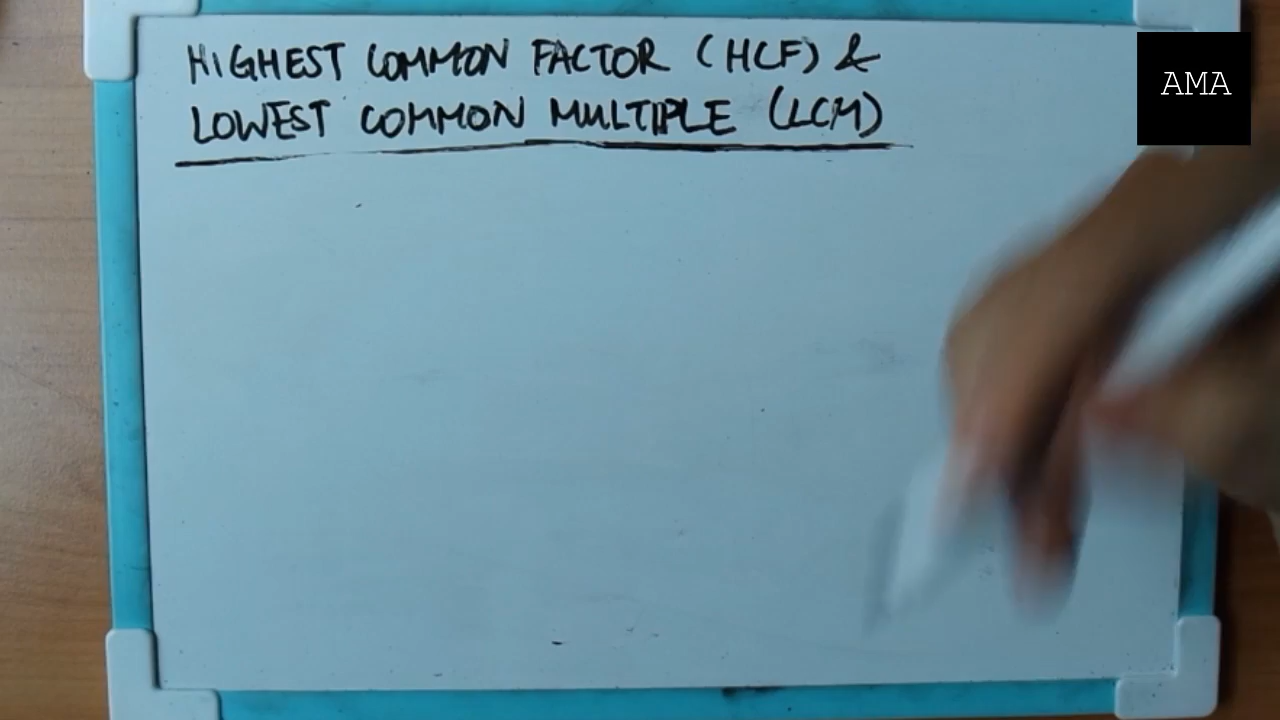 HIGHEST COMMON FACTOR (HCF) &
LOWEST COMMON MULTIPLE (LCM)
AMA